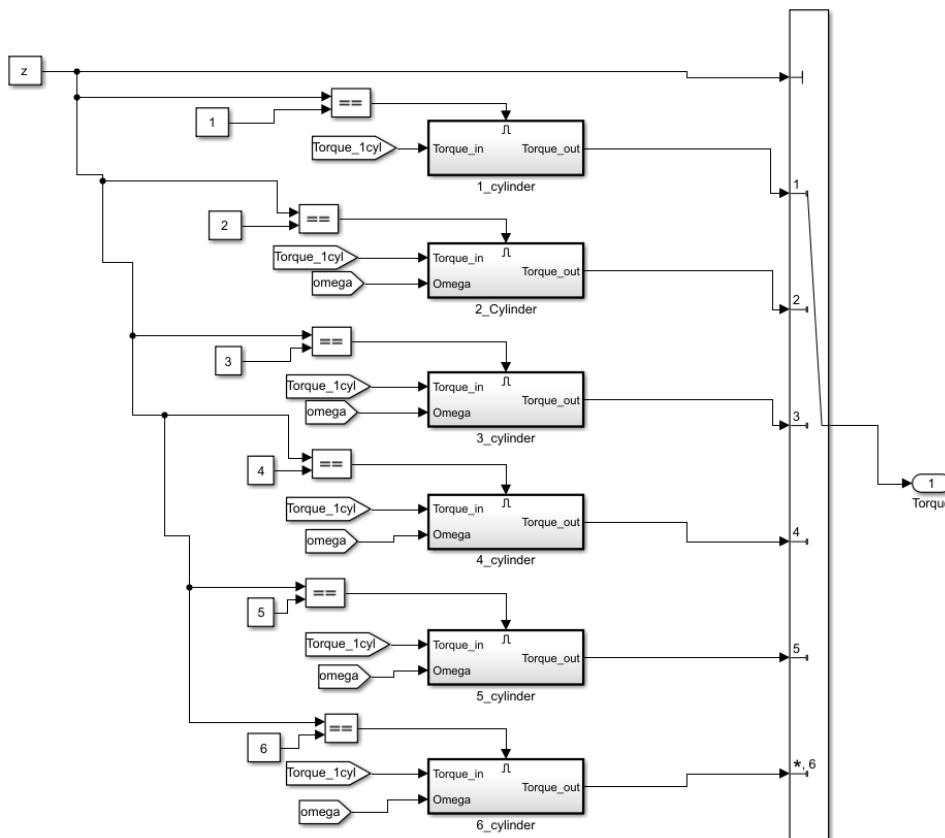 z
==
1
Torque_1cyl
Torque_in Torque_out
1_cylinder
1
==
2
Torque_1cyl
omega
Torque_in Torque_out
Omega
2_Cylinder
2
==
3
Torque_1cyl
omega
Torque_in Torque_out
Omega
3_cylinder
3
==
4
Torque_1cyl
omega
Torque_in Torque_out
Omega
4_cylinder
4
1
Torque
==
5
Torque_1cyl
omega
Torque_in Torque_out
Omega
5_cylinder
5
==
6
Torque_1cyl
omega
Torque_in Torque_out
Omega
6_cylinder
*, 6